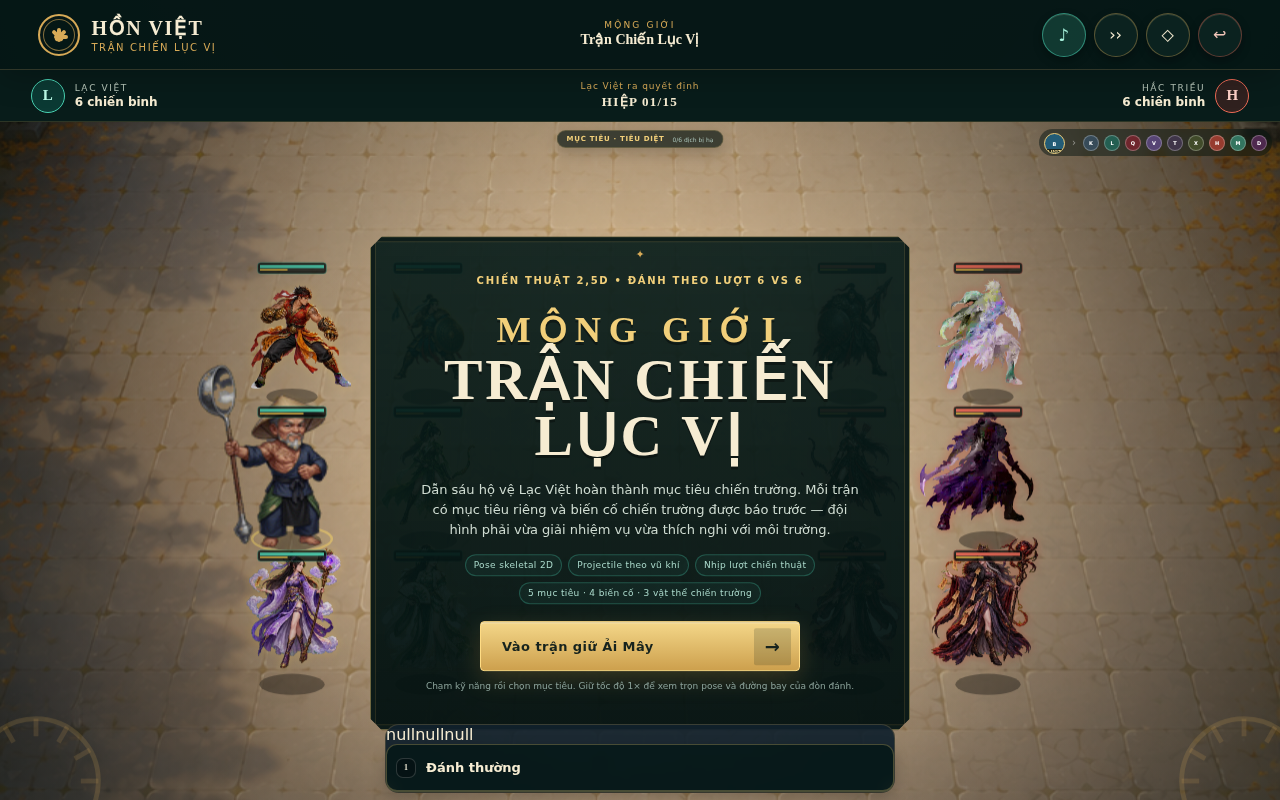 HỒN VIỆT
TRẬN CHIẾN LỤC VỊ
MỘNG GIỚI
Trận Chiến Lục Vị
♪ ›› ◇ ↩
L
LẠC VIỆT
6 chiến binh
Lạc Việt ra quyết định
HIỆP 01/15
HẮC TRIỀU
6 chiến binh
H
MỤC TIÊU · TIÊU DIỆT 0/6 địch bị hạ
B › K L Q V T X H M D
✦
CHIẾN THUẬT 2,5D • ĐÁNH THEO LƯỢT 6 VS 6
MỘNG GIỚI
TRẬN CHIẾN
LỤC VỊ
Dẫn sáu hộ vệ Lạc Việt hoàn thành mục tiêu chiến trường. Mỗi trận
có mục tiêu riêng và biến cố chiến trường được báo trước — đội
hình phải vừa giải nhiệm vụ vừa thích nghi với môi trường.
Pose skeletal 2D Projectile theo vũ khí Nhịp lượt chiến thuật
5 mục tiêu · 4 biến cố · 3 vật thể chiến trường
Vào trận giữ Ải Mây →
Chạm kỹ năng rồi chọn mục tiêu. Giữ tốc độ 1× để xem trọn pose và đường bay của đòn đánh.
nullnullnull
1 Đánh thường